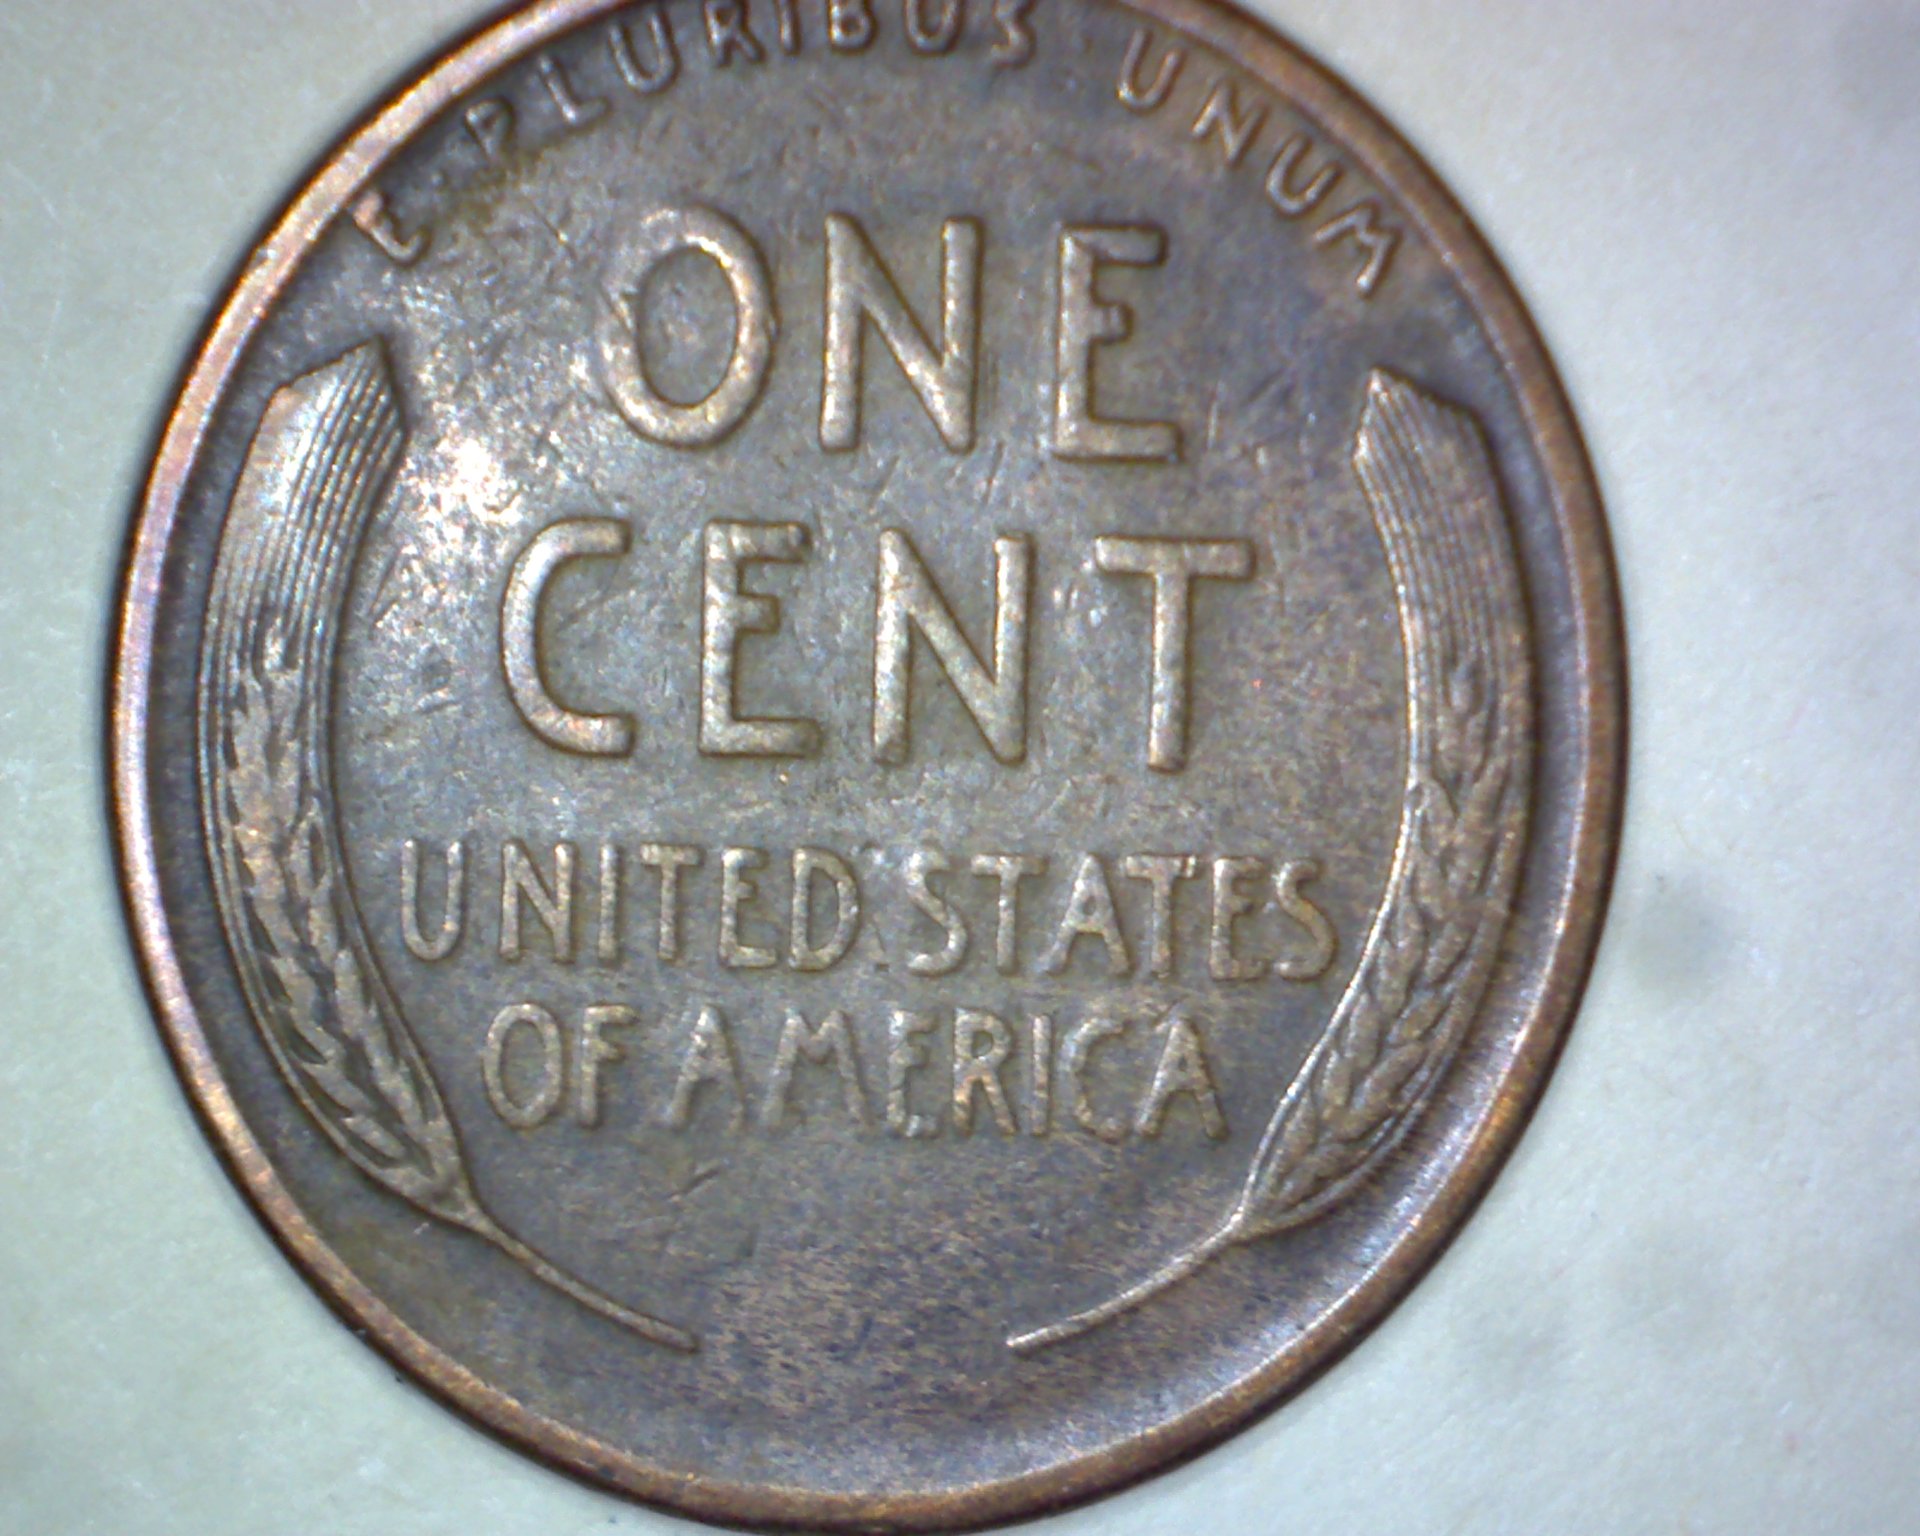 E PLURIBUS UNUM
ONE
CENT
UNITED STATES
OF AMERICA